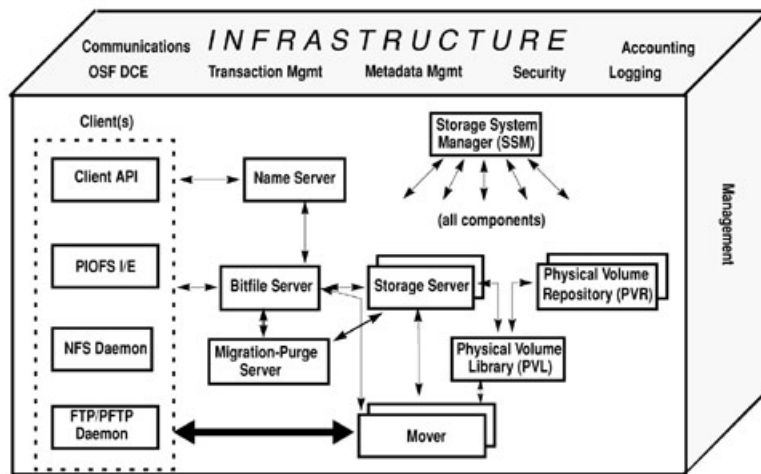 INFRASTRUCTURE
Communications
Accounting
OSF DCE
Transaction Mgmt
Metadata Mgmt
Security
Logging
Management
Client(s)
Client API
PIOFS I/E
NFS Daemon
FTP/PFTP
Daemon
Name Server
Bitfile Server
Migration-Purge
Server
Storage System
Manager (SSM)
(all components)
Storage Server
Physical Volume
Repository (PVR)
Physical Volume
Library (PVL)
Mover